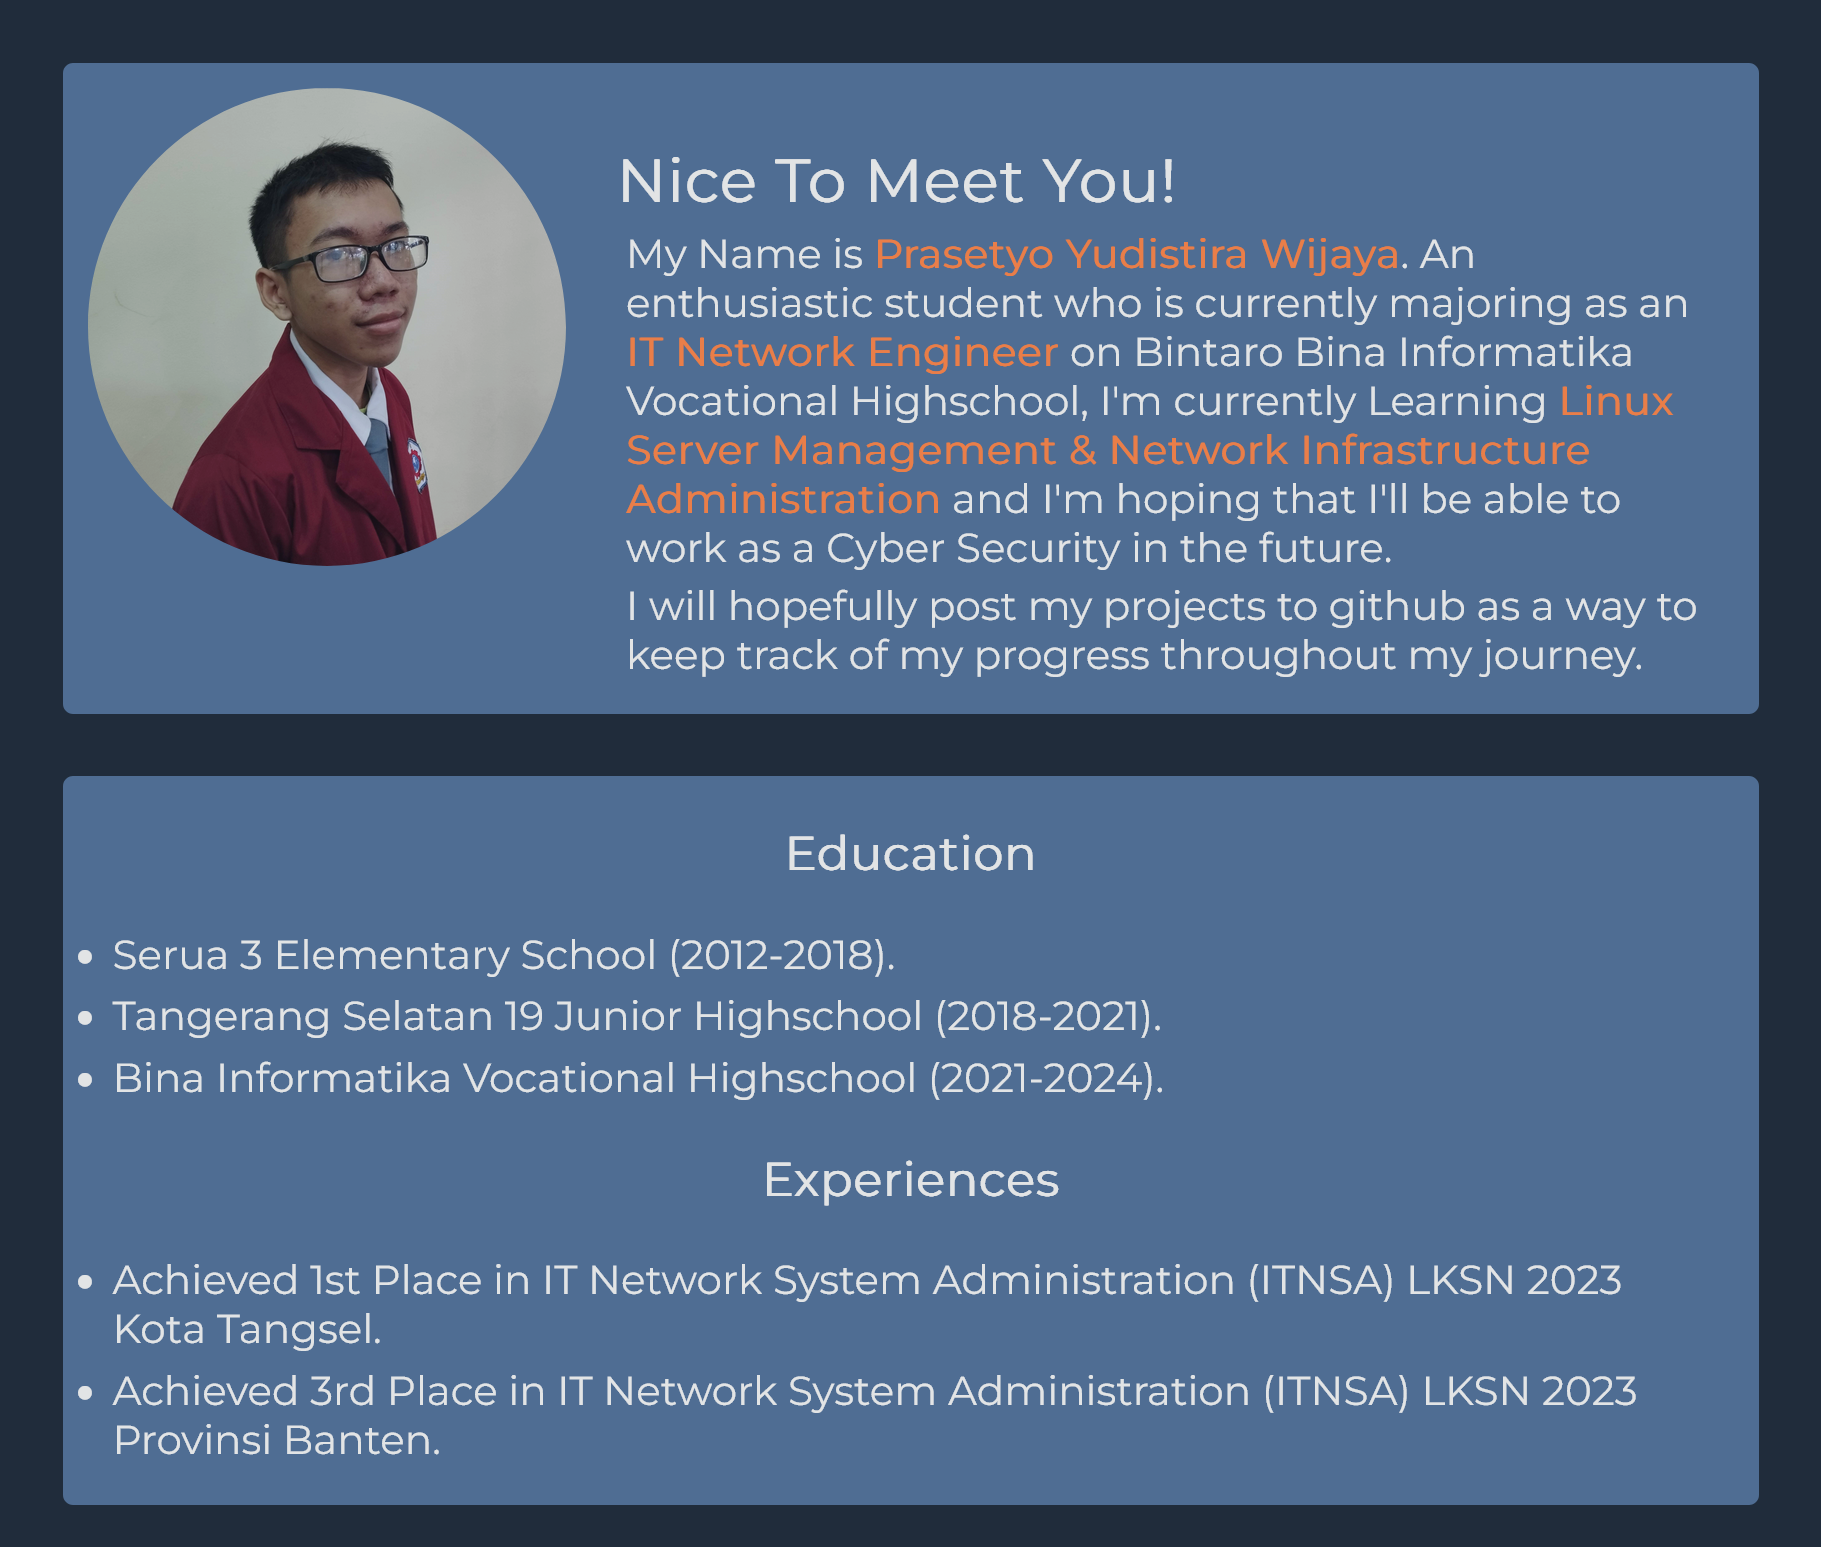 Nice To Meet You!
My Name is Prasetyo Yudistira Wijaya. An
enthusiastic student who is currently majoring as an
IT Network Engineer on Bintaro Bina Informatika
Vocational Highschool, I'm currently Learning Linux
Server Management & Network Infrastructure
Administration and I'm hoping that I'll be able to
work as a Cyber Security in the future.
I will hopefully post my projects to github as a way to
keep track of my progress throughout my journey.
Education
• Serua 3 Elementary School (2012-2018).
• Tangerang Selatan 19 Junior Highschool (2018-2021).
• Bina Informatika Vocational Highschool (2021-2024).
Experiences
• Achieved 1st Place in IT Network System Administration (ITNSA) LKSN 2023
Kota Tangsel.
• Achieved 3rd Place in IT Network System Administration (ITNSA) LKSN 2023
Provinsi Banten.